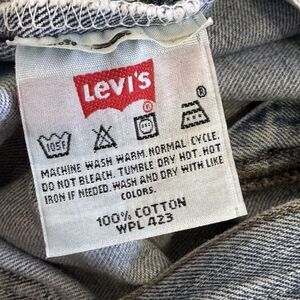 LEVI'S
105F
MACHINE WASH WARM, NORMAL CYCLE.
DO NOT BLEACH. TUMBLE DRY HOT. HOT
IRON IF NEEDED. WASH AND DRY WITH LIKE
COLORS.
100% COTTON
WPL 423